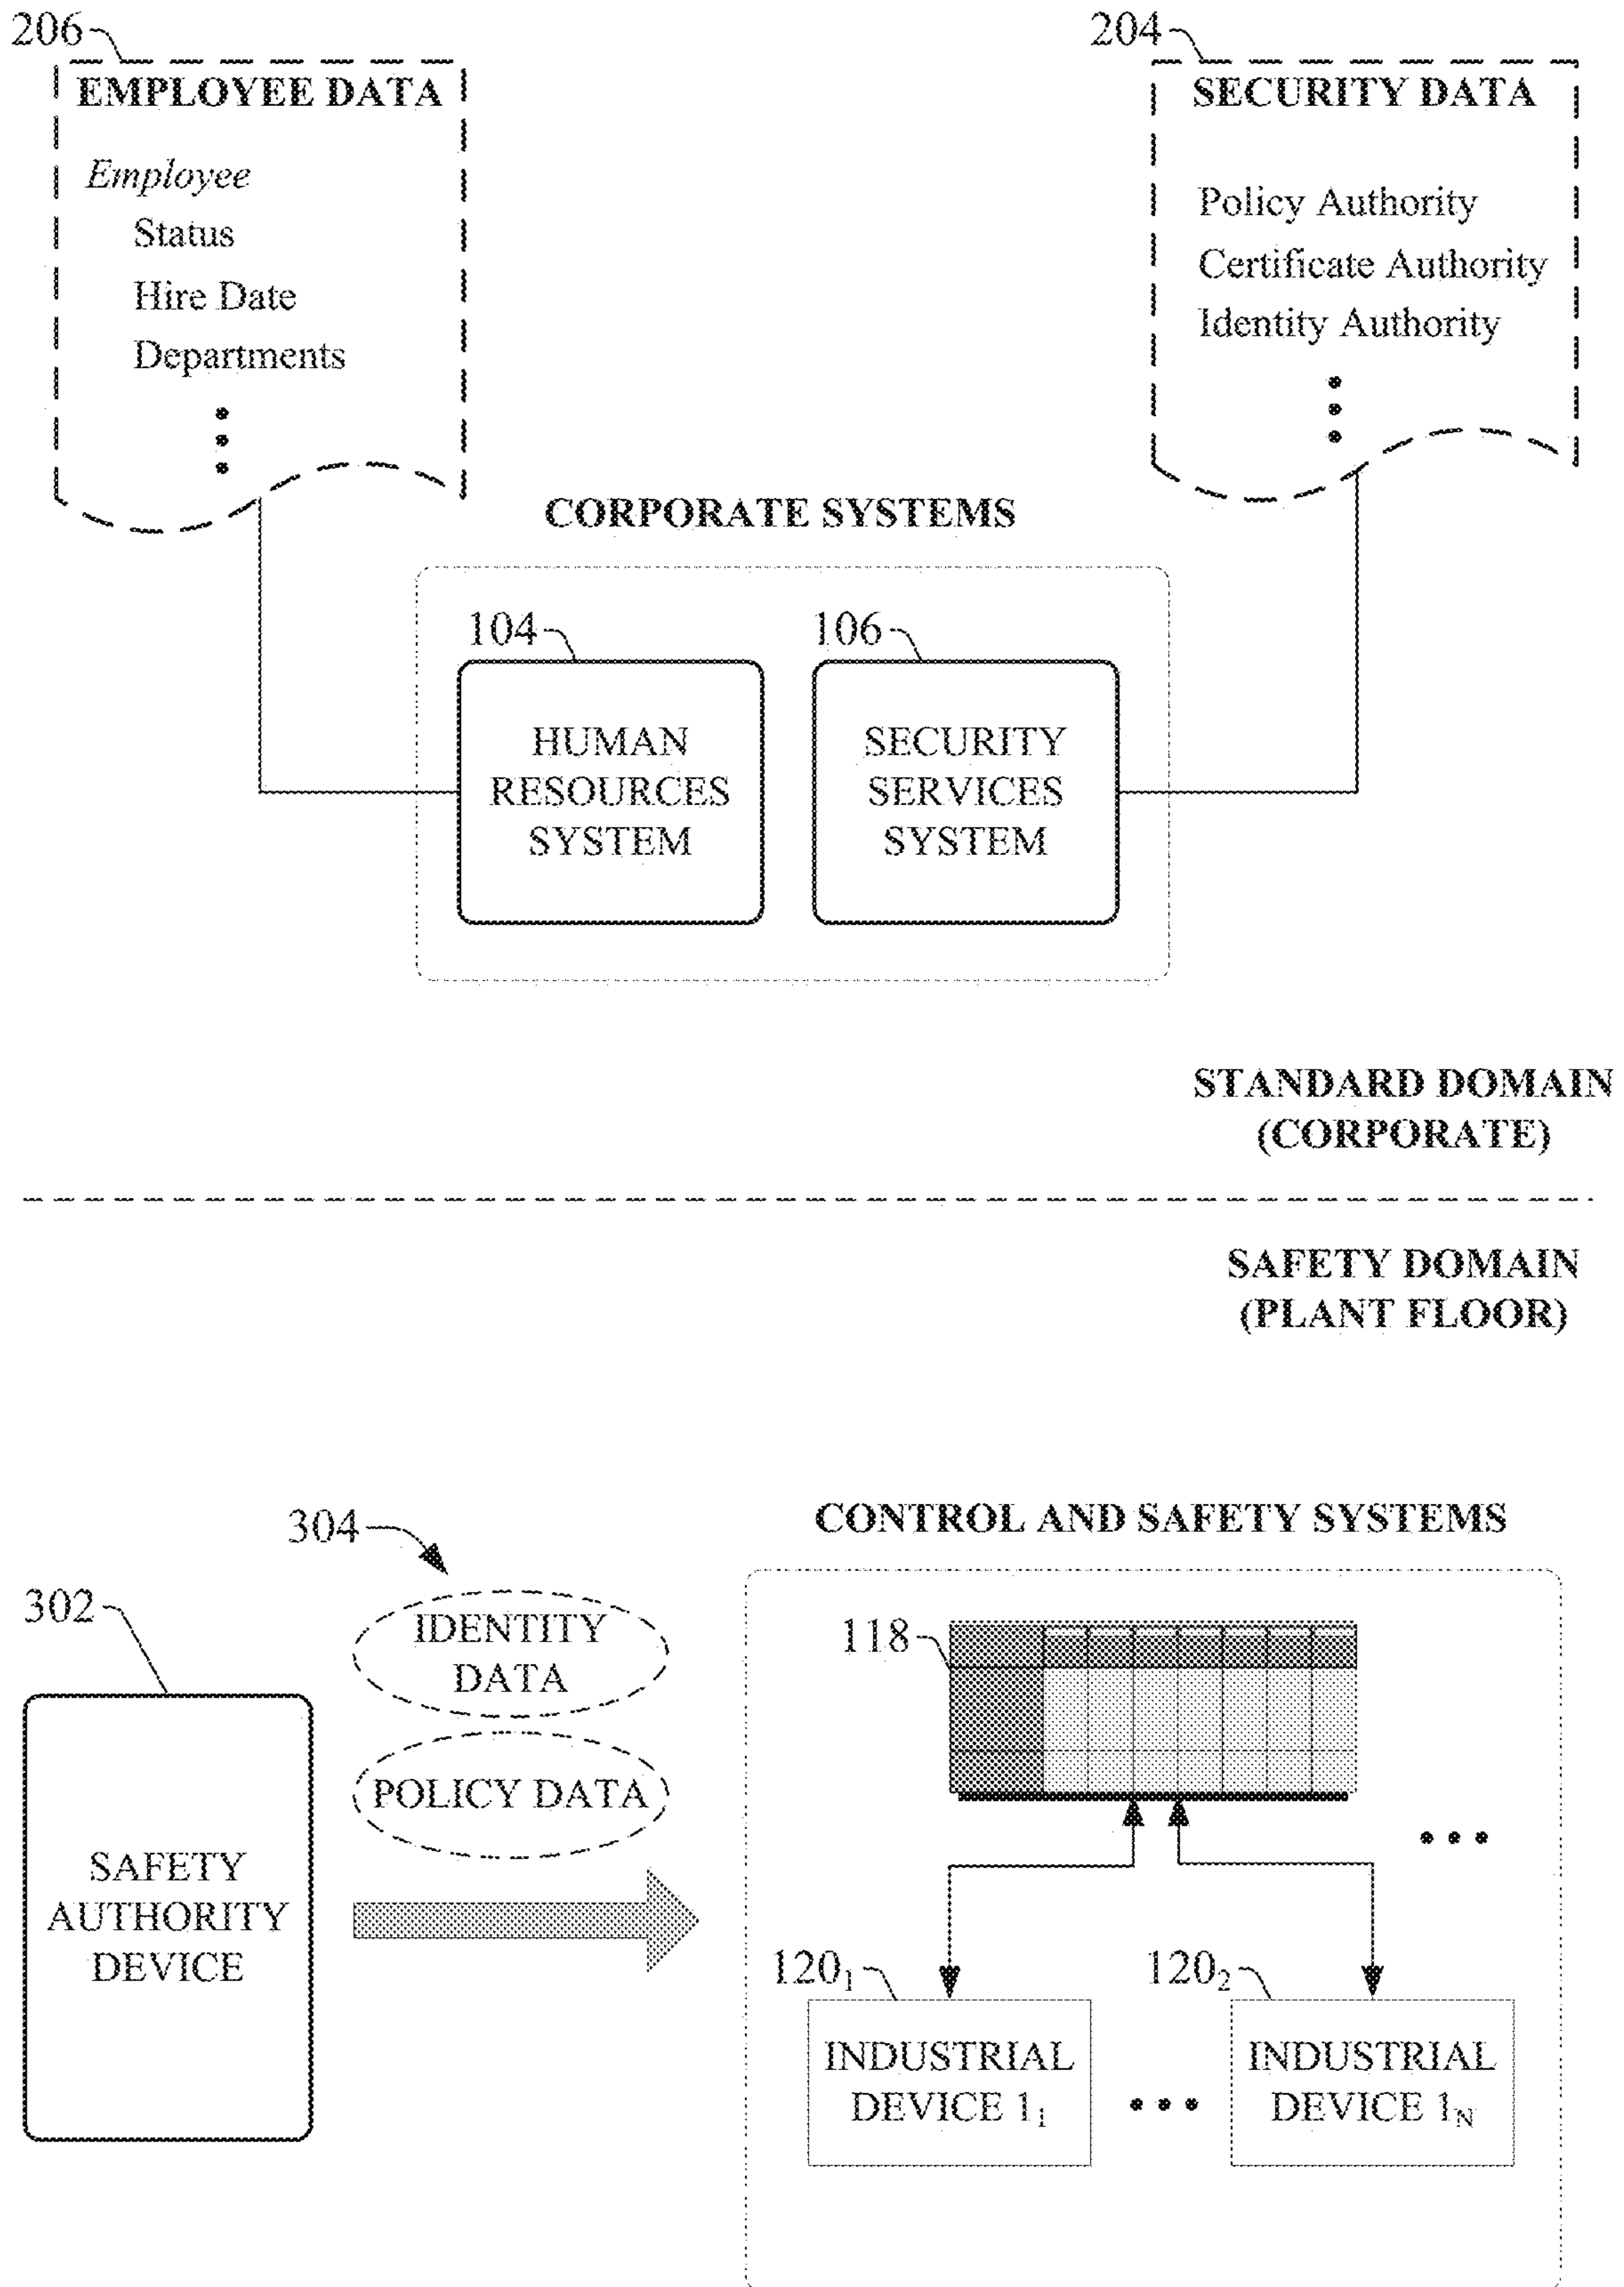 206
EMPLOYEE DATA
Employee
Status
Hire Date
Departments
204
SECURITY DATA
Policy Authority
Certificate Authority
Identity Authority
CORPORATE SYSTEMS
104
HUMAN
RESOURCES
SYSTEM
106
SECURITY
SERVICES
SYSTEM
STANDARD DOMAIN
(CORPORATE)
SAFETY DOMAIN
(PLANT FLOOR)
302
SAFETY
AUTHORITY
DEVICE
304
IDENTITY
DATA
POLICY DATA
CONTROL AND SAFETY SYSTEMS
118
120₁
INDUSTRIAL
DEVICE 1₁
120₂
INDUSTRIAL
DEVICE 1_N